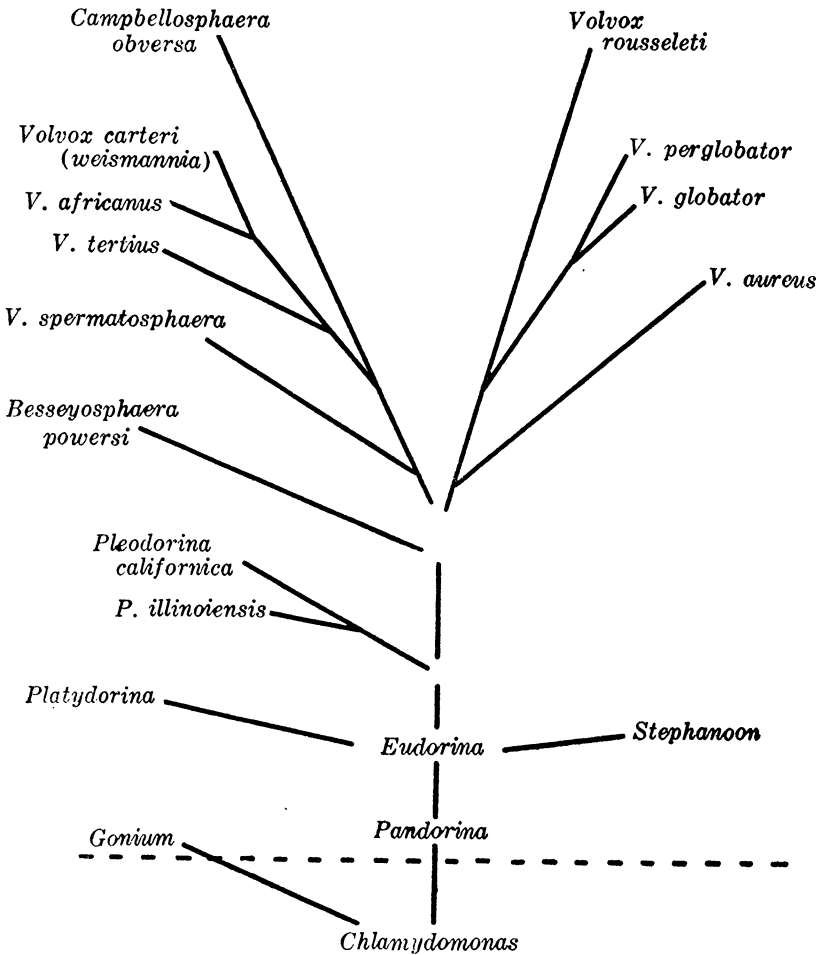 Campbellosphaera
obversa
Volvox
rousseleti
Volvox carteri
(weismannia)
V. perglobator
V. africanus
V. globator
V. tertius
V. aureus
V. spermatosphaera
Besseyosphaera
powersi
Pleodorina
californica
P. illinoiensis
Platydorina
Eudorina
Stephanoon
Gonium
Pandorina
Chlamydomonas